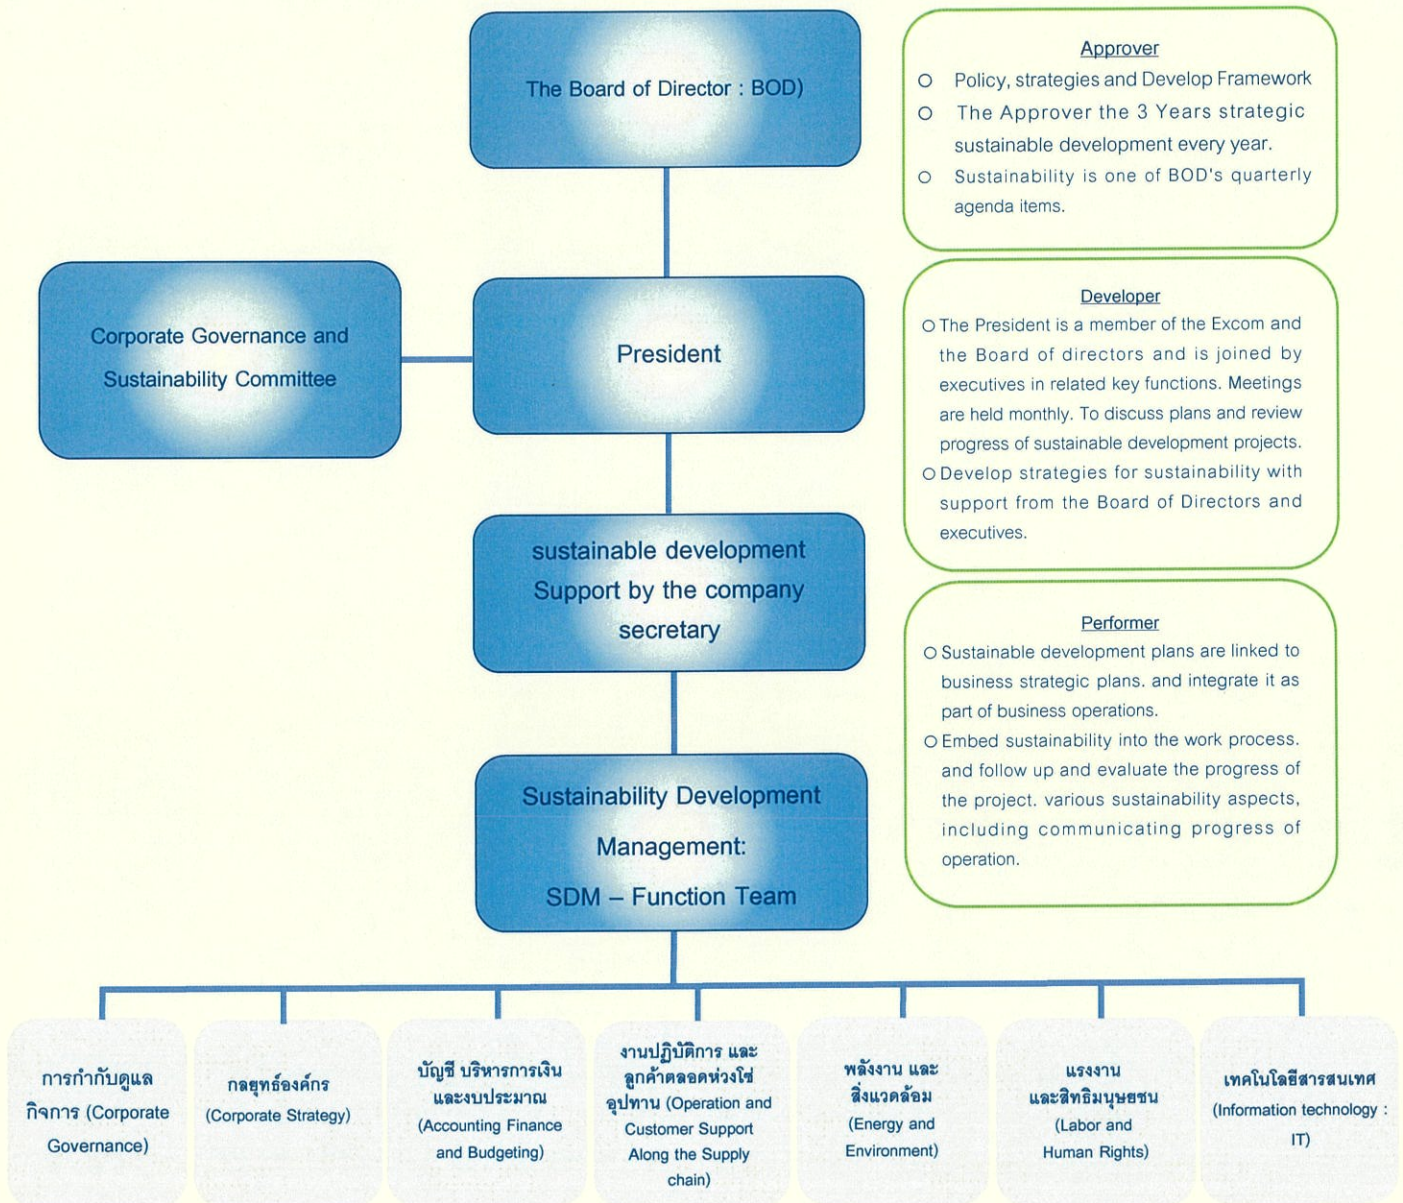 The Board of Director : BOD)
Approver
○ Policy, strategies and Develop Framework
○ The Approver the 3 Years strategic
sustainable development every year.
○ Sustainability is one of BOD's quarterly
agenda items.
Corporate Governance and
Sustainability Committee
President
Developer
○ The President is a member of the Excom and
the Board of directors and is joined by
executives in related key functions. Meetings
are held monthly. To discuss plans and review
progress of sustainable development projects.
○ Develop strategies for sustainability with
support from the Board of Directors and
executives.
sustainable development
Support by the company
secretary
Performer
○ Sustainable development plans are linked to
business strategic plans. and integrate it as
part of business operations.
○ Embed sustainability into the work process.
and follow up and evaluate the progress of
the project. various sustainability aspects,
including communicating progress of
operation.
Sustainability Development
Management:
SDM – Function Team
การกำกับดูแล
กิจการ (Corporate
Governance)
กลยุทธ์องค์กร
(Corporate Strategy)
บัญชี บริหารการเงิน
และงบประมาณ
(Accounting Finance
and Budgeting)
งานปฏิบัติการ และ
ลูกค้าตลอดห่วงโซ่
อุปทาน (Operation and
Customer Support
Along the Supply
chain)
พลังงาน และ
สิ่งแวดล้อม
(Energy and
Environment)
แรงงาน
และสิทธิมนุษยชน
(Labor and
Human Rights)
เทคโนโลยีสารสนเทศ
(Information technology :
IT)